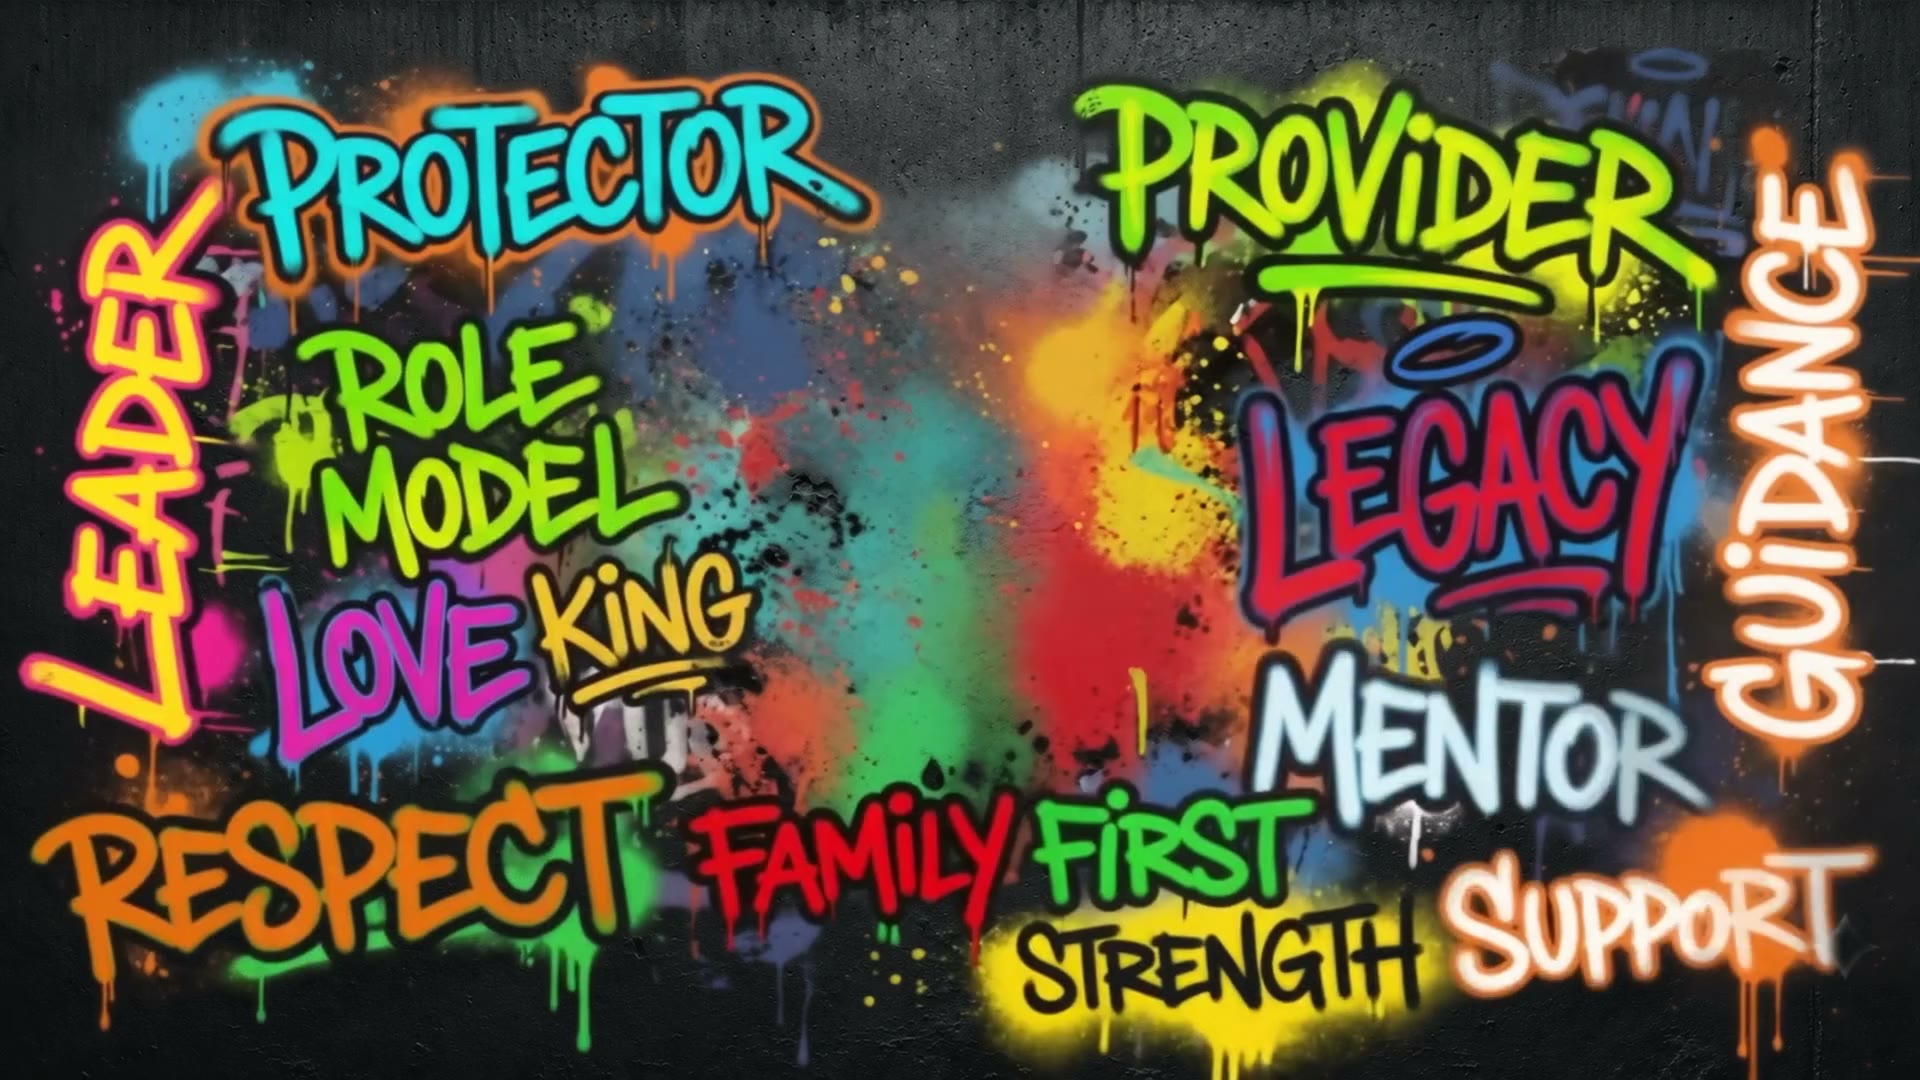 PROTECTOR
PROVIDER
LEADER
GUIDANCE
ROLE
MODEL
LEGACY
LOVE KING
MENTOR
RESPECT
FAMILY FIRST
STRENGTH
SUPPORT